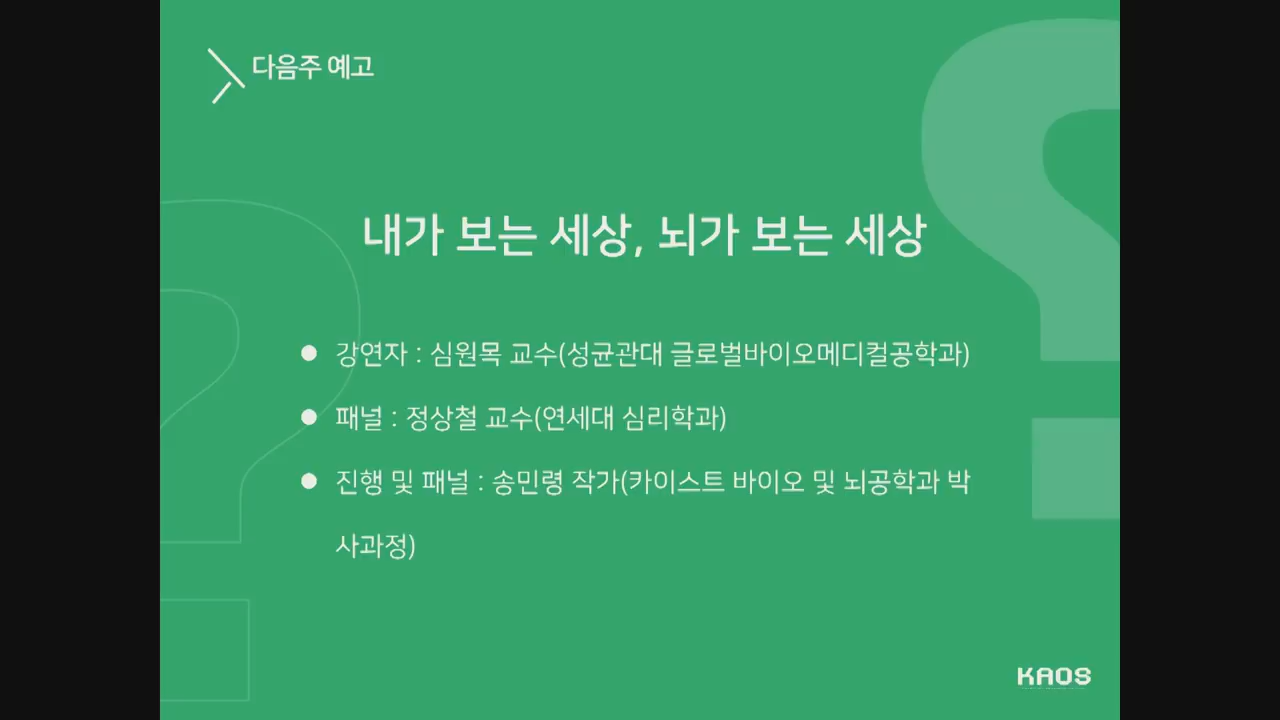 다음주 예고
내가 보는 세상, 뇌가 보는 세상
● 강연자 : 심원목 교수(성균관대 글로벌바이오메디컬공학과)
● 패널 : 정상철 교수(연세대 심리학과)
● 진행 및 패널 : 송민령 작가(카이스트 바이오 및 뇌공학과 박
사과정)
KAOS